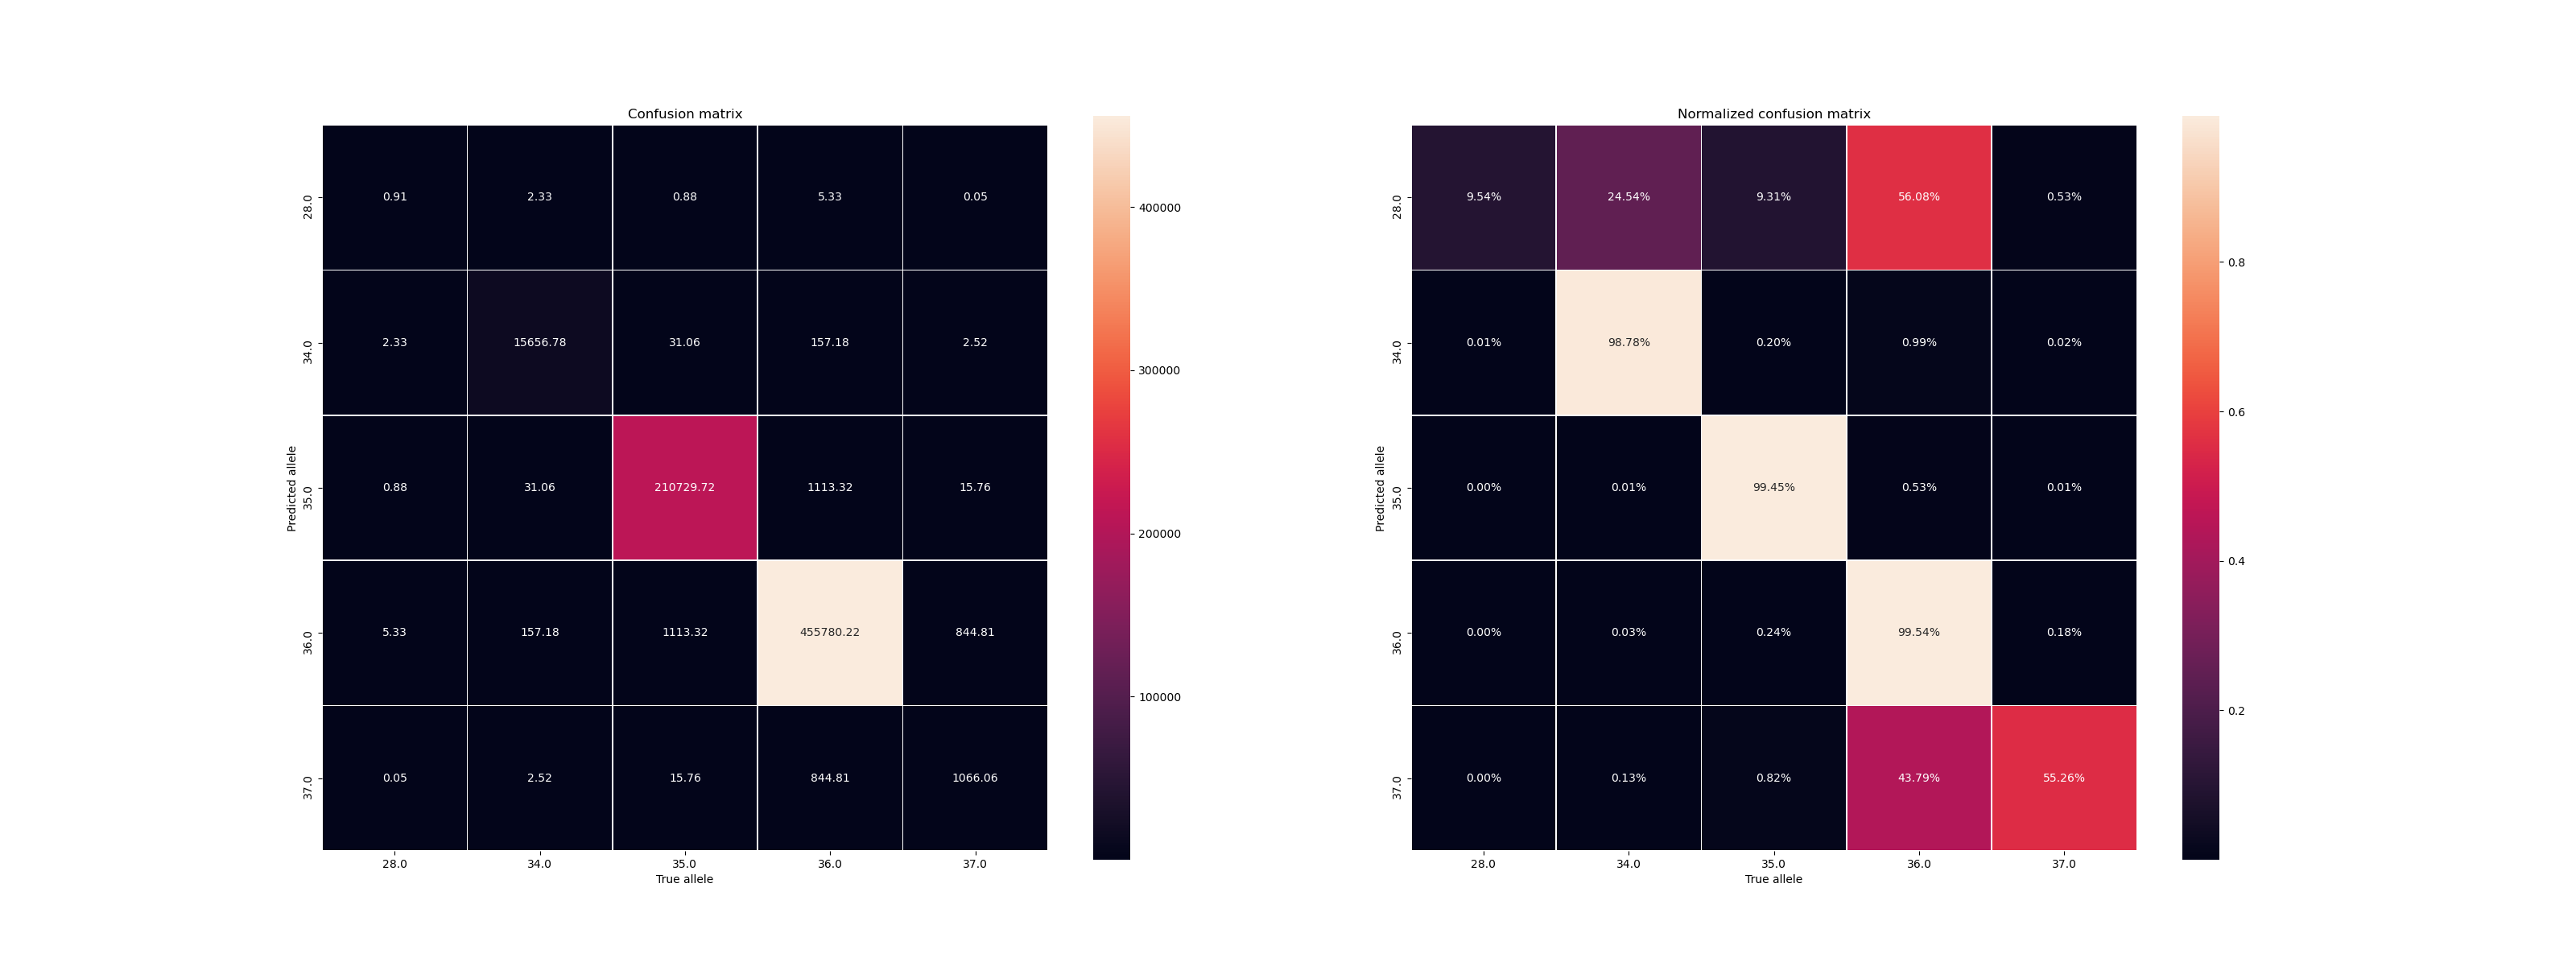 Confusion matrix
28.0 0.91 2.33 0.88 5.33 0.05
34.0 2.33 15656.78 31.06 157.18 2.52
35.0 0.88 31.06 210729.72 1113.32 15.76
36.0 5.33 157.18 1113.32 455780.22 844.81
37.0 0.05 2.52 15.76 844.81 1066.06
28.0 34.0 35.0 36.0 37.0
True allele
Predicted allele
400000
300000
200000
100000
Normalized confusion matrix
28.0 9.54% 24.54% 9.31% 56.08% 0.53%
34.0 0.01% 98.78% 0.20% 0.99% 0.02%
35.0 0.00% 0.01% 99.45% 0.53% 0.01%
36.0 0.00% 0.03% 0.24% 99.54% 0.18%
37.0 0.00% 0.13% 0.82% 43.79% 55.26%
28.0 34.0 35.0 36.0 37.0
True allele
Predicted allele
0.8
0.6
0.4
0.2